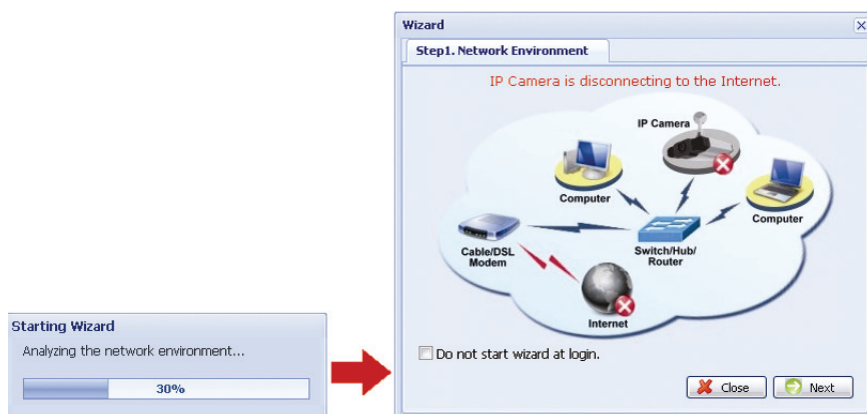 Starting Wizard
Analyzing the network environment...
30%
Wizard
Step1. Network Environment
IP Camera is disconnecting to the Internet.
IP Camera
Computer
Computer
Cable/DSL
Modem
Switch/Hub/
Router
Internet
Do not start wizard at login.
Close
Next